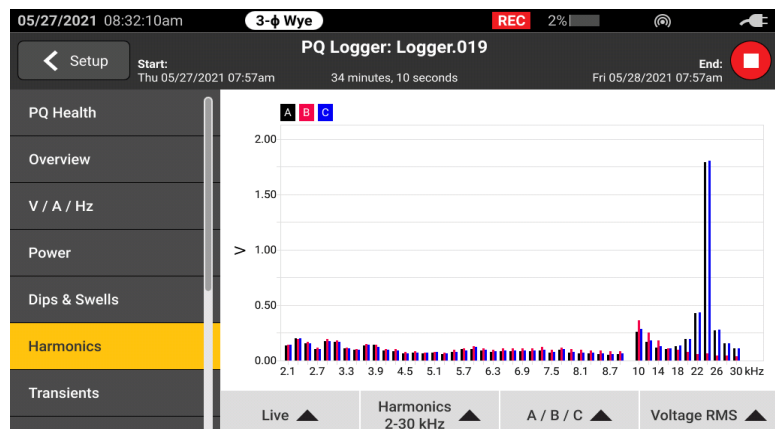 05/27/2021 08:32:10am 3-ϕ Wye REC 2%
PQ Logger: Logger.019
Setup
Start:
Thu 05/27/2021 07:57am
34 minutes, 10 seconds
End:
Fri 05/28/2021 07:57am
PQ Health
Overview
V / A / Hz
Power
Dips & Swells
Harmonics
Transients
A B C
2.00
1.50
V
1.00
0.50
0.00
2.1 2.7 3.3 3.9 4.5 5.1 5.7 6.3 6.9 7.5 8.1 8.7 10 14 18 22 26 30 kHz
Live
Harmonics
2-30 kHz
A / B / C
Voltage RMS